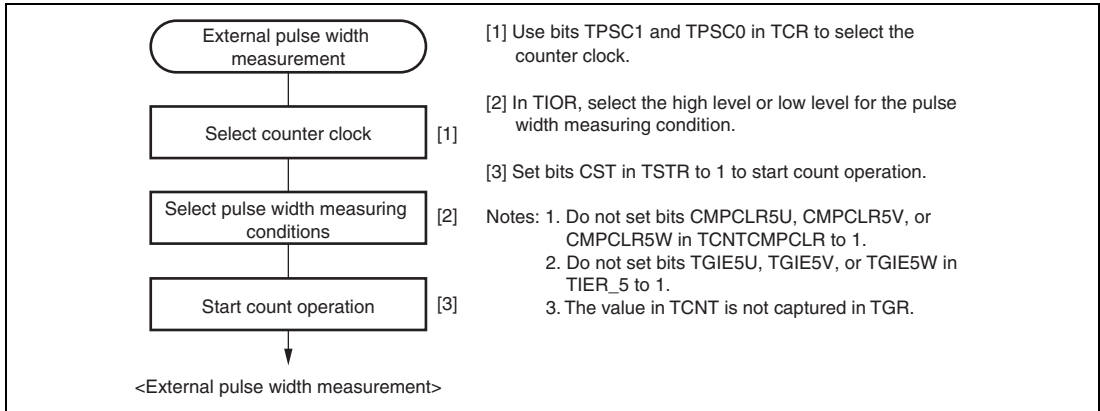 External pulse width
measurement
Select counter clock
[1]
Select pulse width measuring
conditions
[2]
Start count operation
[3]
<External pulse width measurement>
[1] Use bits TPSC1 and TPSC0 in TCR to select the
counter clock.
[2] In TIOR, select the high level or low level for the pulse
width measuring condition.
[3] Set bits CST in TSTR to 1 to start count operation.
Notes: 1. Do not set bits CMPCLR5U, CMPCLR5V, or
CMPCLR5W in TCNTCMPCLR to 1.
2. Do not set bits TGIE5U, TGIE5V, or TGIE5W in
TIER_5 to 1.
3. The value in TCNT is not captured in TGR.